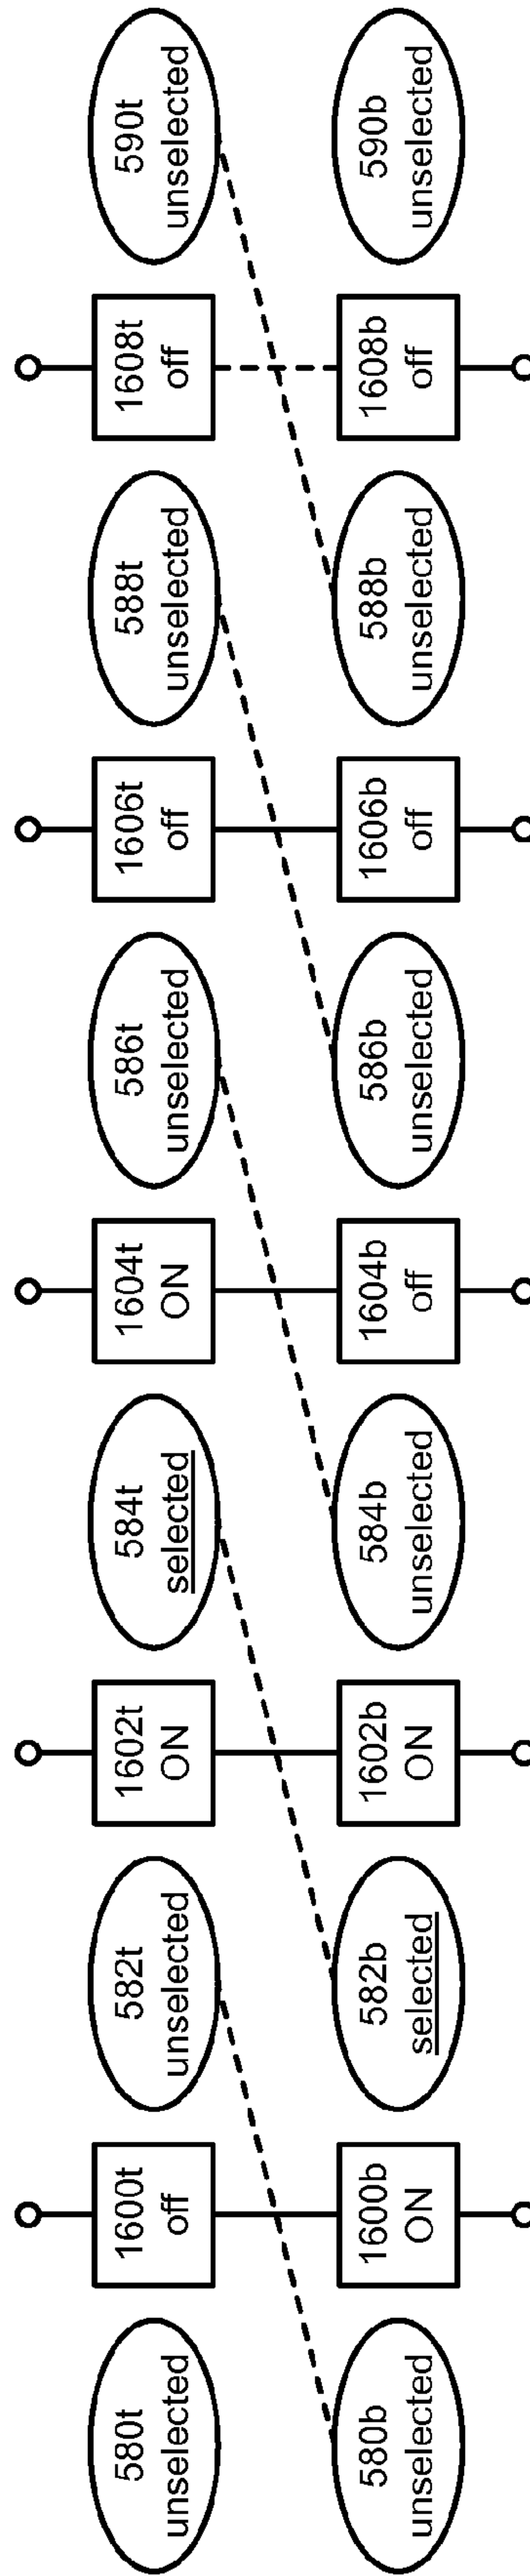 580t
unselected
1600t
off
582t
unselected
1602t
ON
584t
selected
1604t
ON
586t
unselected
1606t
off
588t
unselected
1608t
off
590t
unselected
580b
unselected
1600b
ON
582b
selected
1602b
ON
584b
unselected
1604b
off
586b
unselected
1606b
off
588b
unselected
1608b
off
590b
unselected